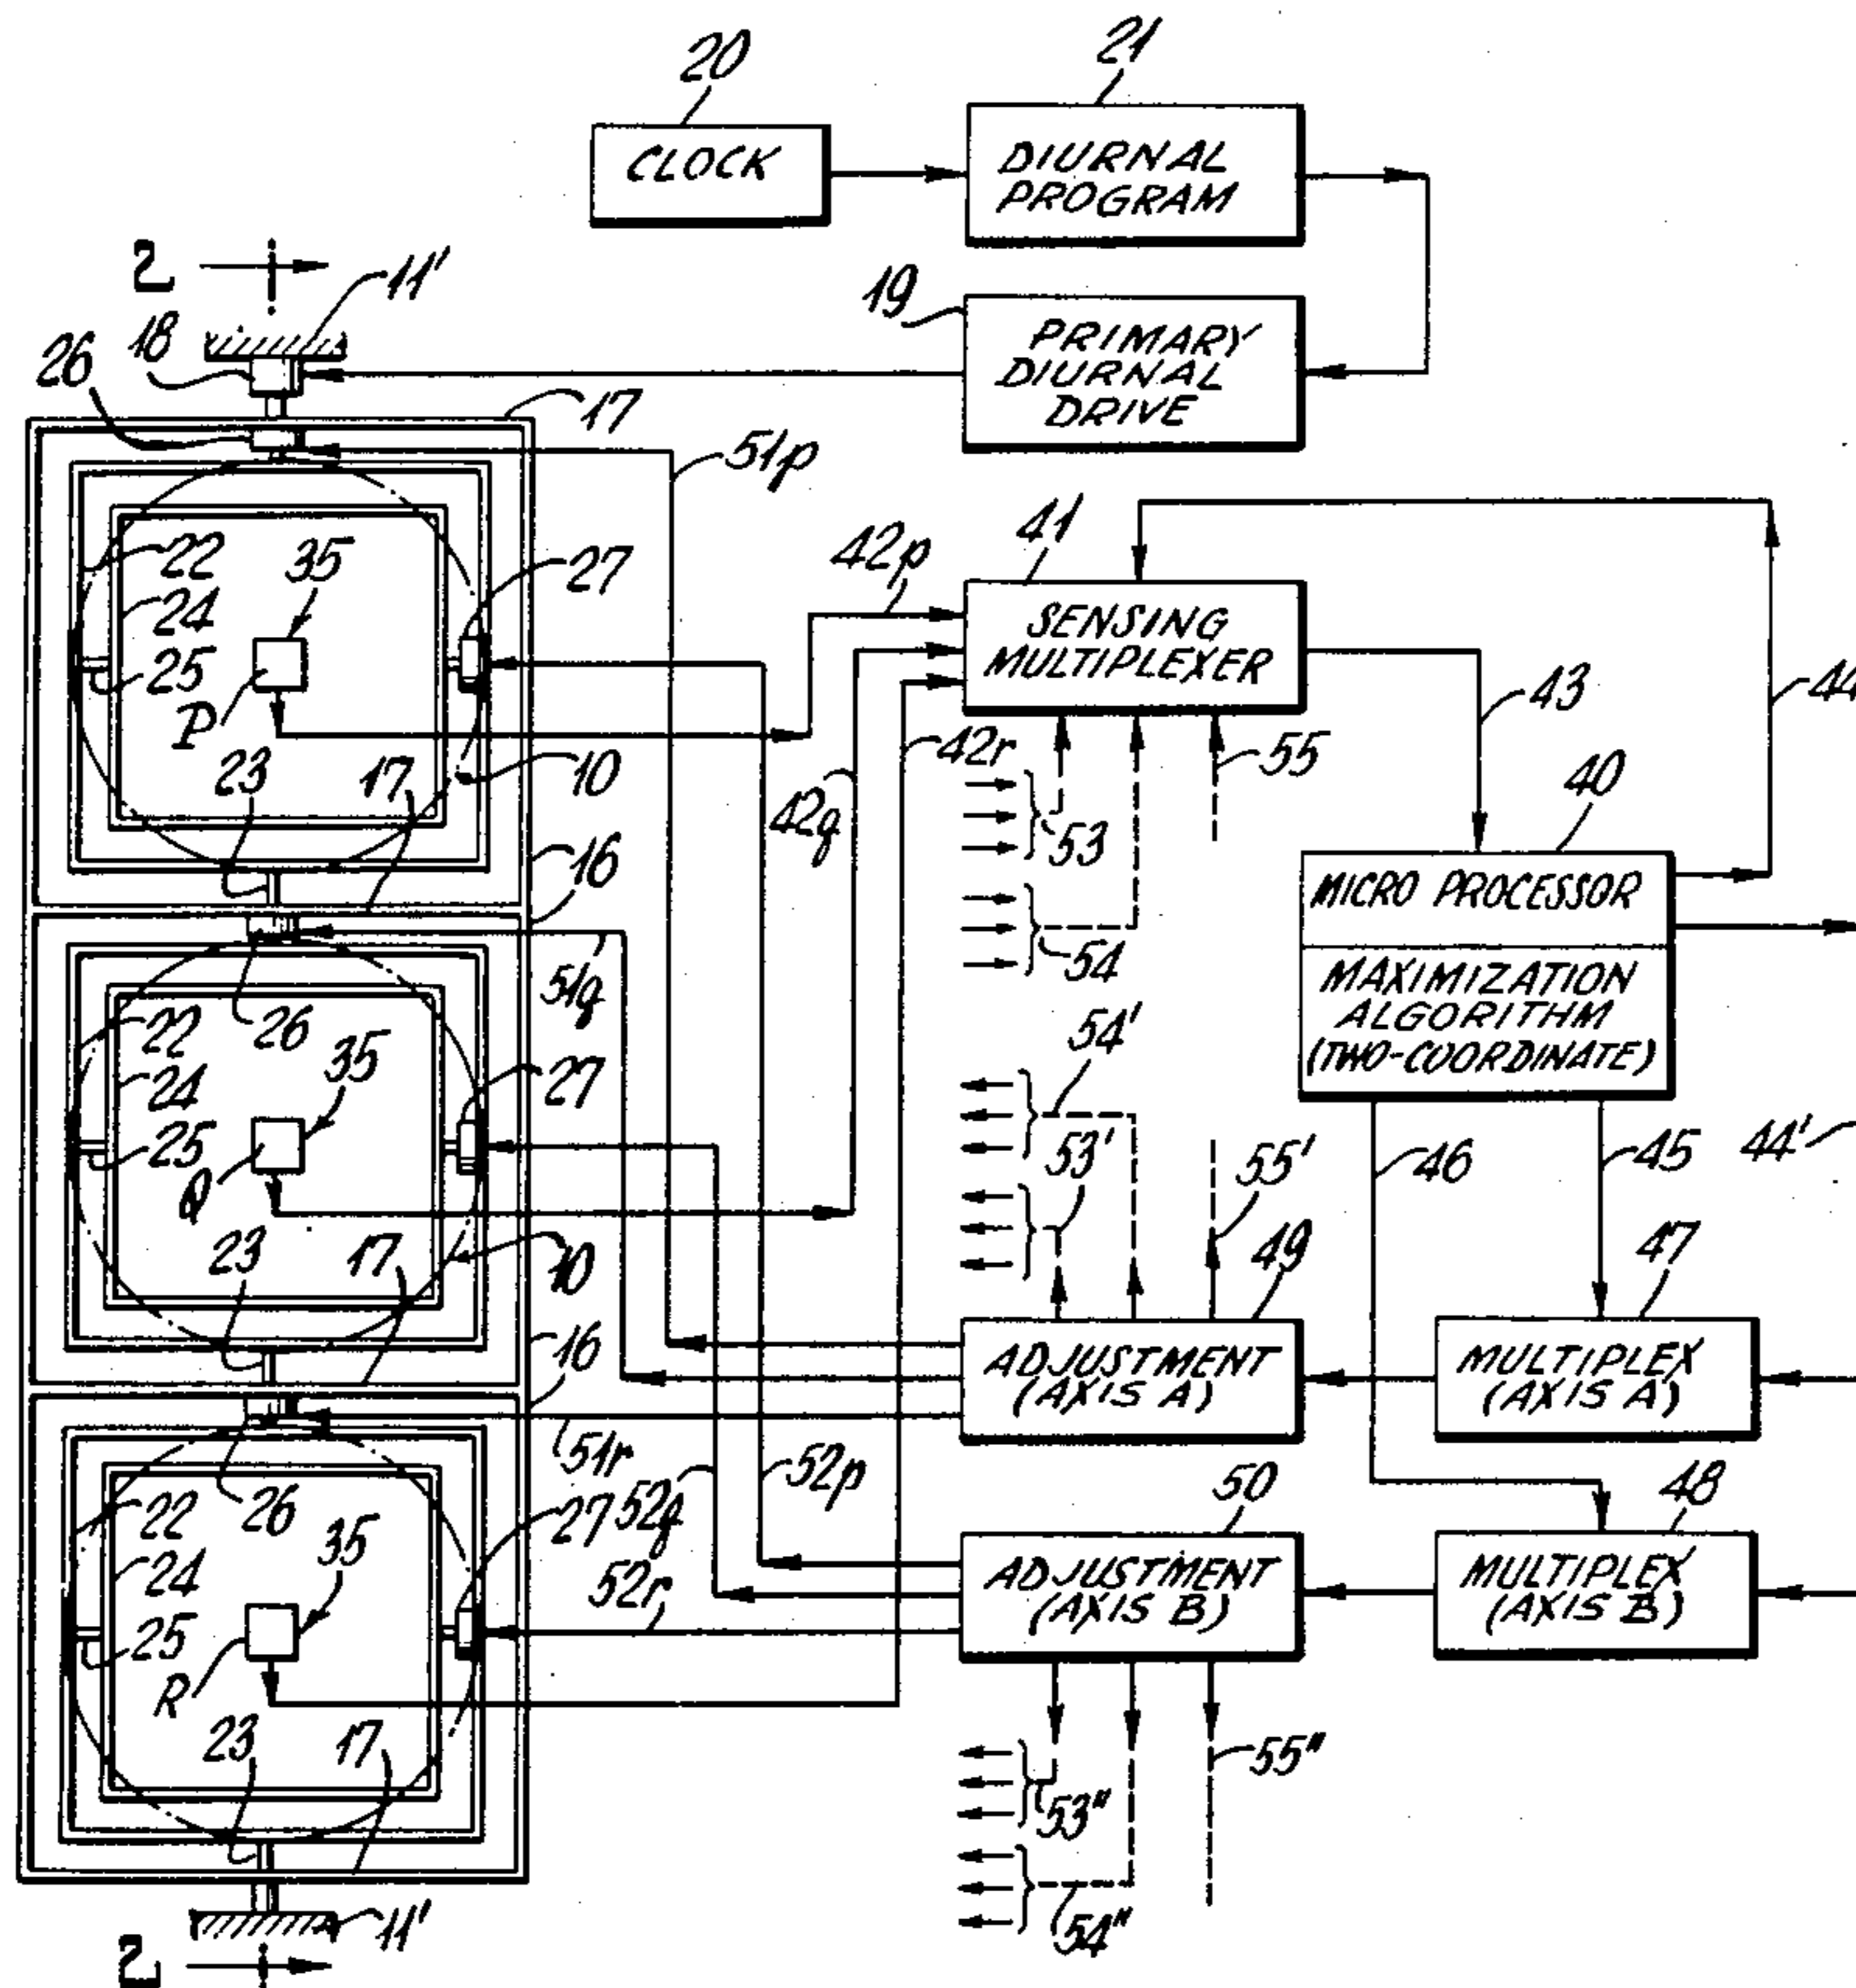 20
21
CLOCK
DIURNAL
PROGRAM
2
11'
18
19
26
PRIMARY
DIURNAL
DRIVE
17
51p
41
42p
22
35
27
24
SENSING
MULTIPLEXER
25
P
43
44
42r
23
17
10
55
40
42q
53
16
MICRO PROCESSOR
54
51q
MAXIMIZATION
ALGORITHM
(TWO-COORDINATE)
22
26
35
54'
27
24
25
53'
55'
46
45
44'
Q
49
47
23
17
10
16
ADJUSTMENT
(AXIS A)
MULTIPLEX
(AXIS A)
51r
52p
50
48
22
26
35
27
52q
24
52r
ADJUSTMENT
(AXIS B)
MULTIPLEX
(AXIS B)
25
R
23
17
55"
53"
11'
54"
2